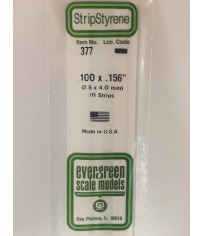 StripStyrene
Item No. Loc. Code
377
100 x .156"
(2.5 x 4.0 mm)
10 Strips
Made in U.S.A
evergreen
scale models
Des Plaines, IL 60018